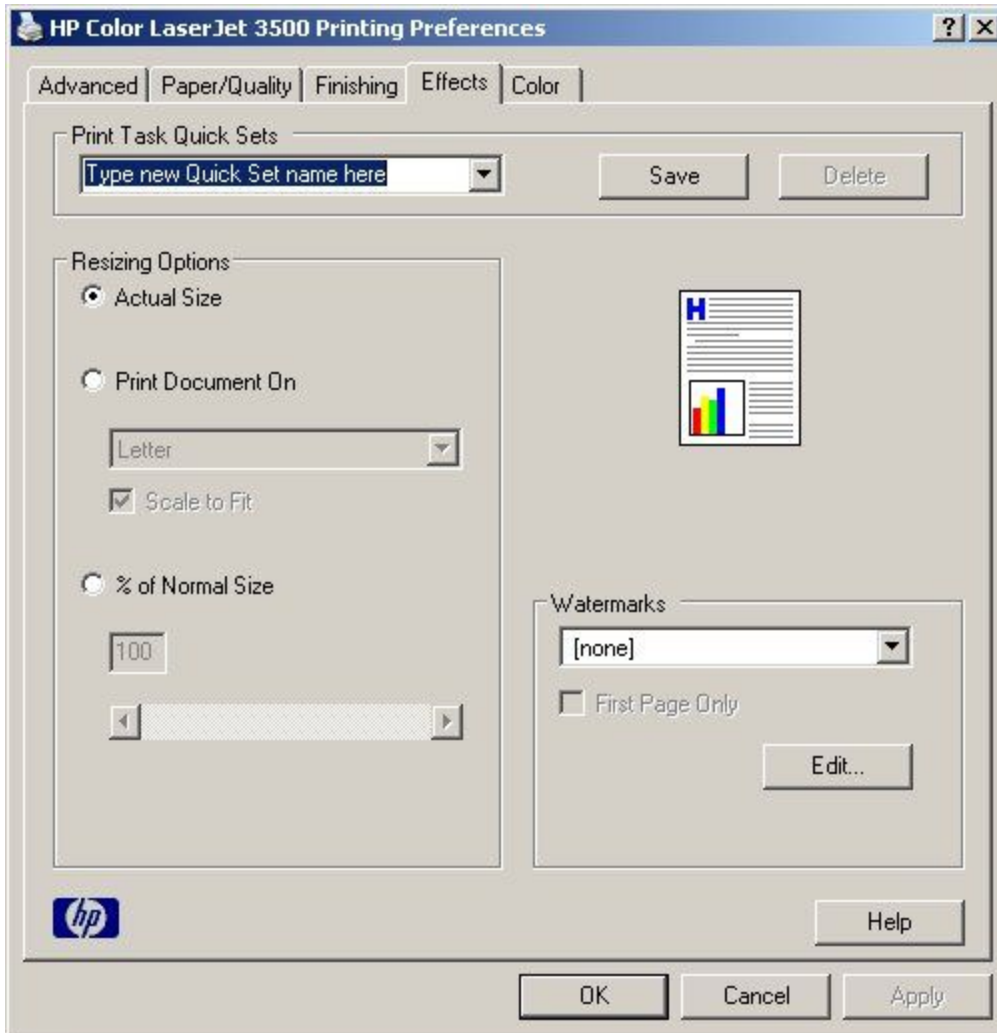 HP Color LaserJet 3500 Printing Preferences
Advanced Paper/Quality Finishing Effects Color
Print Task Quick Sets
Type new Quick Set name here Save Delete
Resizing Options
Actual Size
H
Print Document On
Letter
Scale to Fit
% of Normal Size
100
Watermarks
[none]
First Page Only
Edit...
hp
Help
OK Cancel Apply